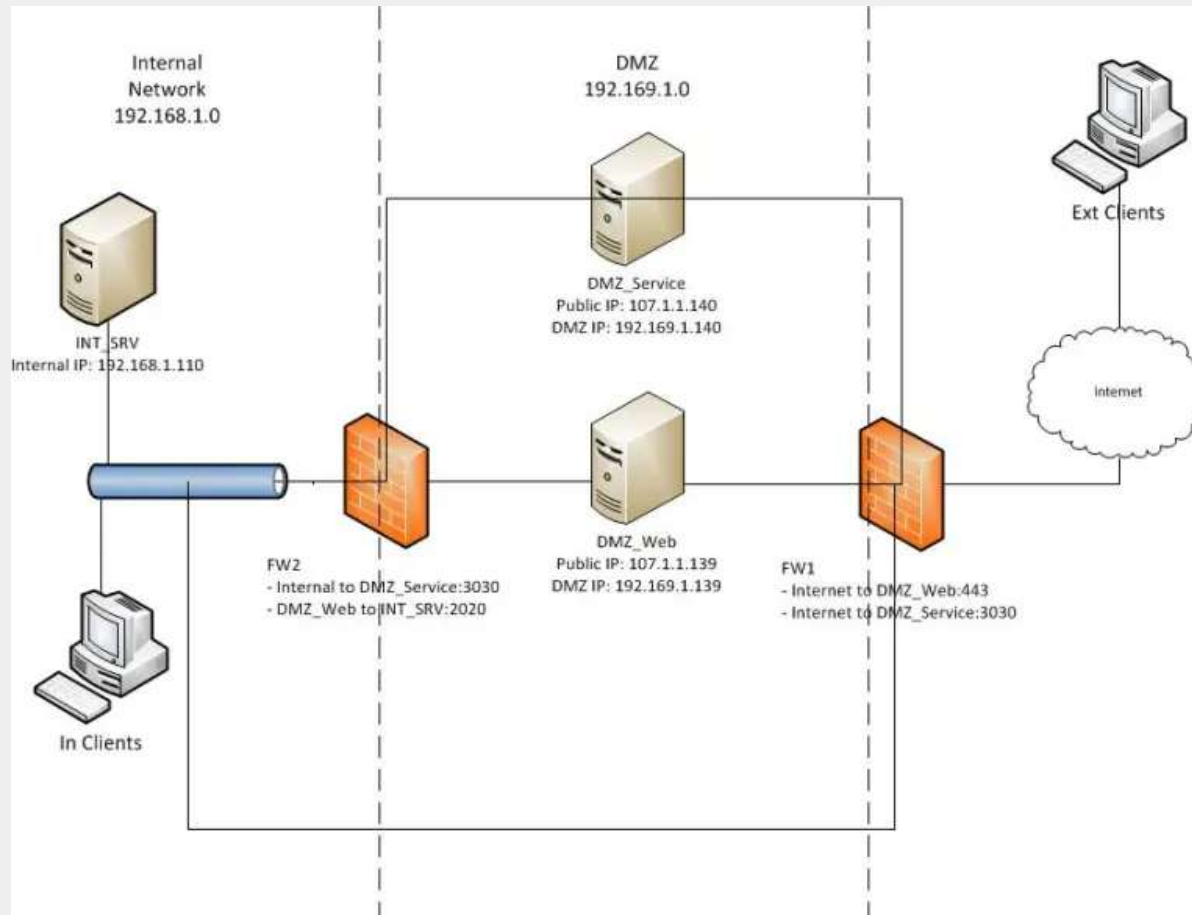 Internal
Network
192.168.1.0
DMZ
192.169.1.0
Ext Clients
DMZ_Service
Public IP: 107.1.1.140
DMZ IP: 192.169.1.140
INT_SRV
Internal IP: 192.168.1.110
Internet
DMZ_Web
Public IP: 107.1.1.139
DMZ IP: 192.169.1.139
FW2
- Internal to DMZ_Service:3030
- DMZ_Web to INT_SRV:2020
FW1
- Internet to DMZ_Web:443
- Internet to DMZ_Service:3030
In Clients